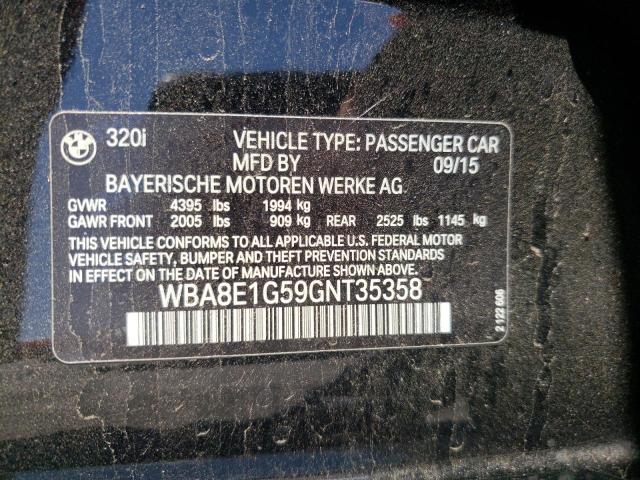 BMW 320i VEHICLE TYPE: PASSENGER CAR
MFD BY 09/15
BAYERISCHE MOTOREN WERKE AG
GVWR 4395 lbs 1994 kg
GAWR FRONT 2005 lbs 909 kg REAR 2525 lbs 1145 kg
THIS VEHICLE CONFORMS TO ALL APPLICABLE U.S. FEDERAL MOTOR
VEHICLE SAFETY, BUMPER AND THEFT PREVENTION STANDARDS
IN EFFECT ON THE DATE OF MANUFACTURE SHOWN ABOVE.
WBA8E1G59GNT35358
2 122 606